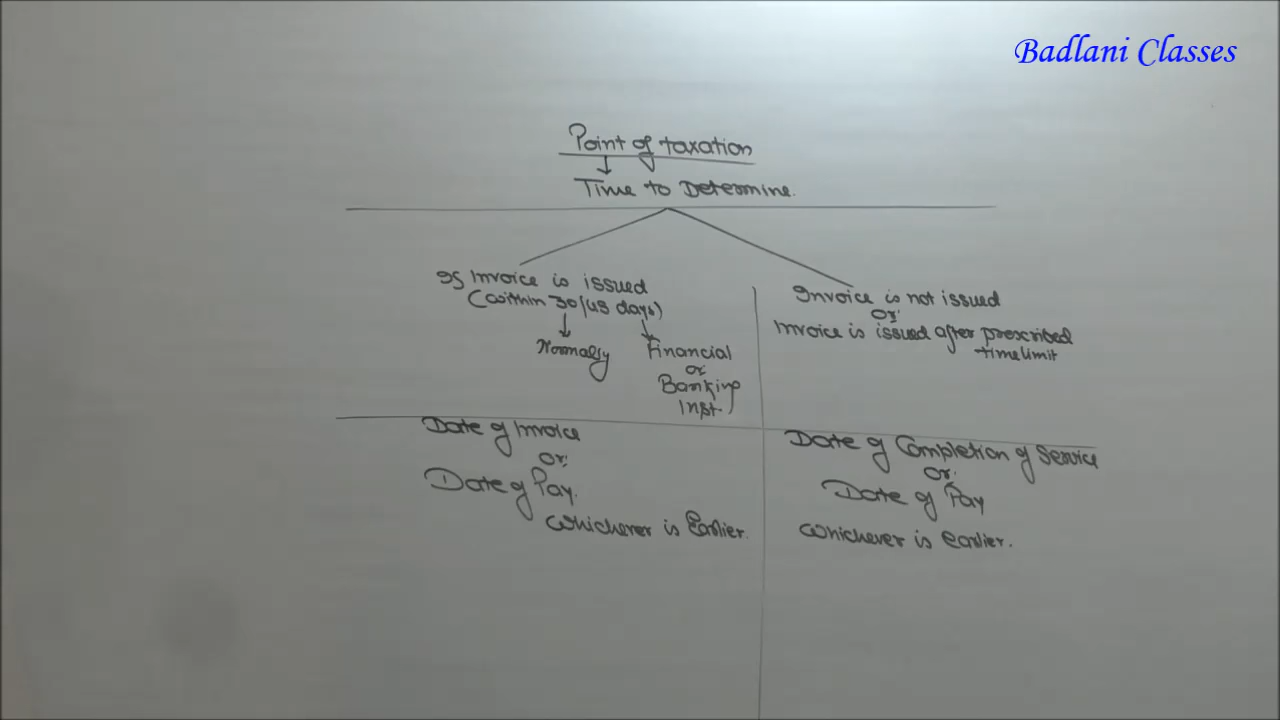 Badlani Classes
Point of taxation
Time to Determine.
If Invoice is issued
(within 30/45 days)
Normally
Financial
or
Banking
Inst.
Invoice is not issued
Or
Invoice is issued after prescribed
time limit
Date of Invoice
Or
Date of Pay.
Whichever is Earlier.
Date of Completion of Service
Or
Date of Pay
Whichever is earlier.